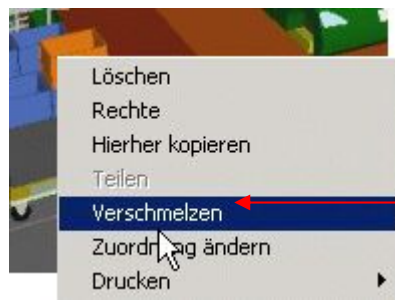 Löschen
Rechte
Hierher kopieren
Teilen
Verschmelzen
Zuordnung ändern
Drucken